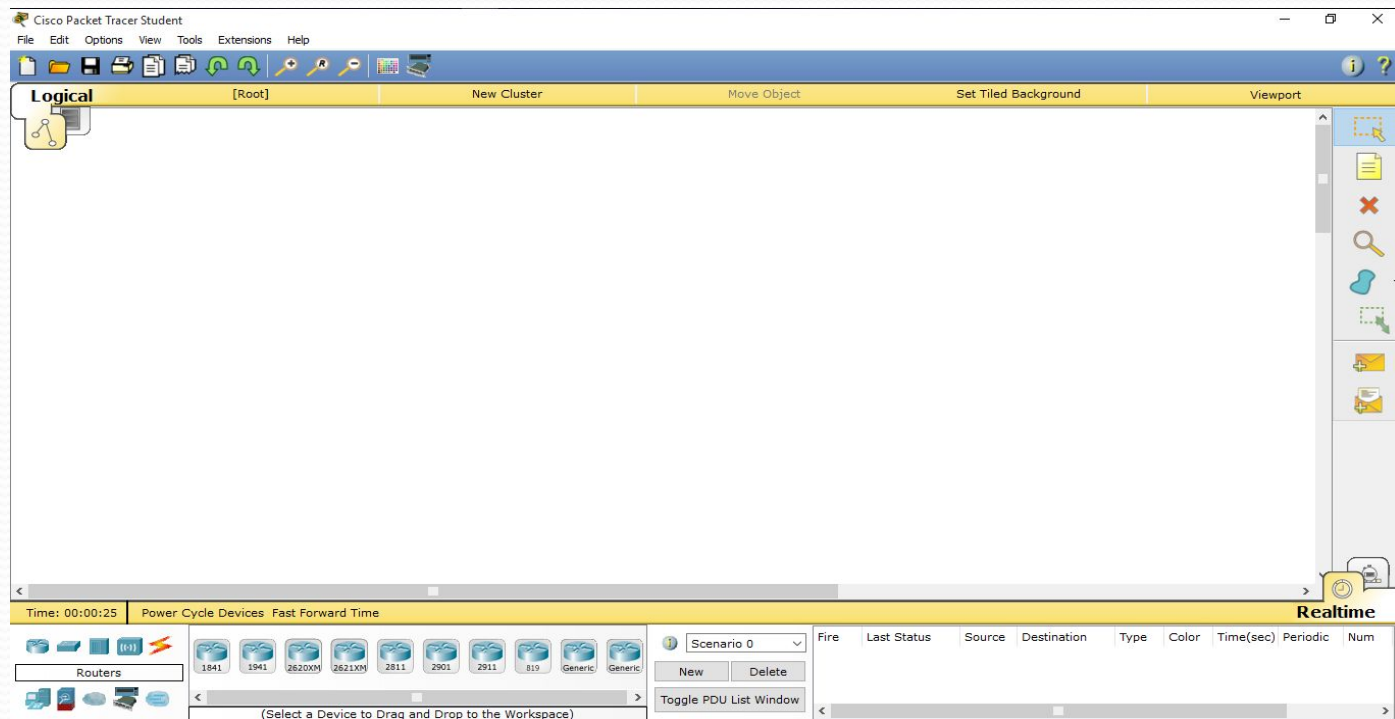 Cisco Packet Tracer Student
File Edit Options View Tools Extensions Help
Logical [Root] New Cluster Move Object Set Tiled Background Viewport
Time: 00:00:25 Power Cycle Devices Fast Forward Time Realtime
Routers
1841 1941 2620XM 2621XM 2811 2901 2911 819 Generic Generic
(Select a Device to Drag and Drop to the Workspace)
Scenario 0
New Delete
Toggle PDU List Window
Fire Last Status Source Destination Type Color Time(sec) Periodic Num